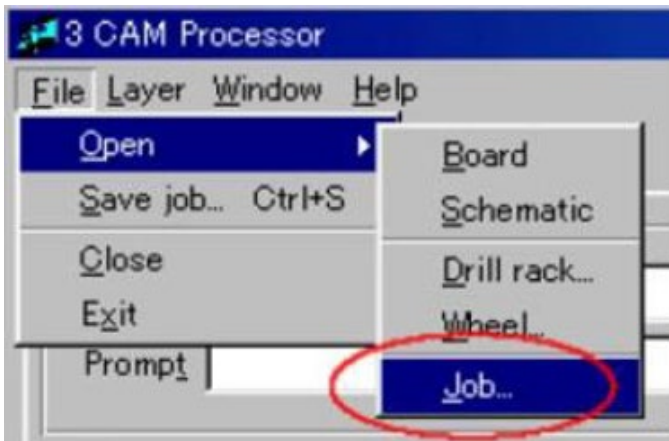 3 CAM Processor
File Layer Window Help
Open
Save job... Ctrl+S
Close
Exit
Board
Schematic
Drill rack...
Wheel...
Job...
Prompt